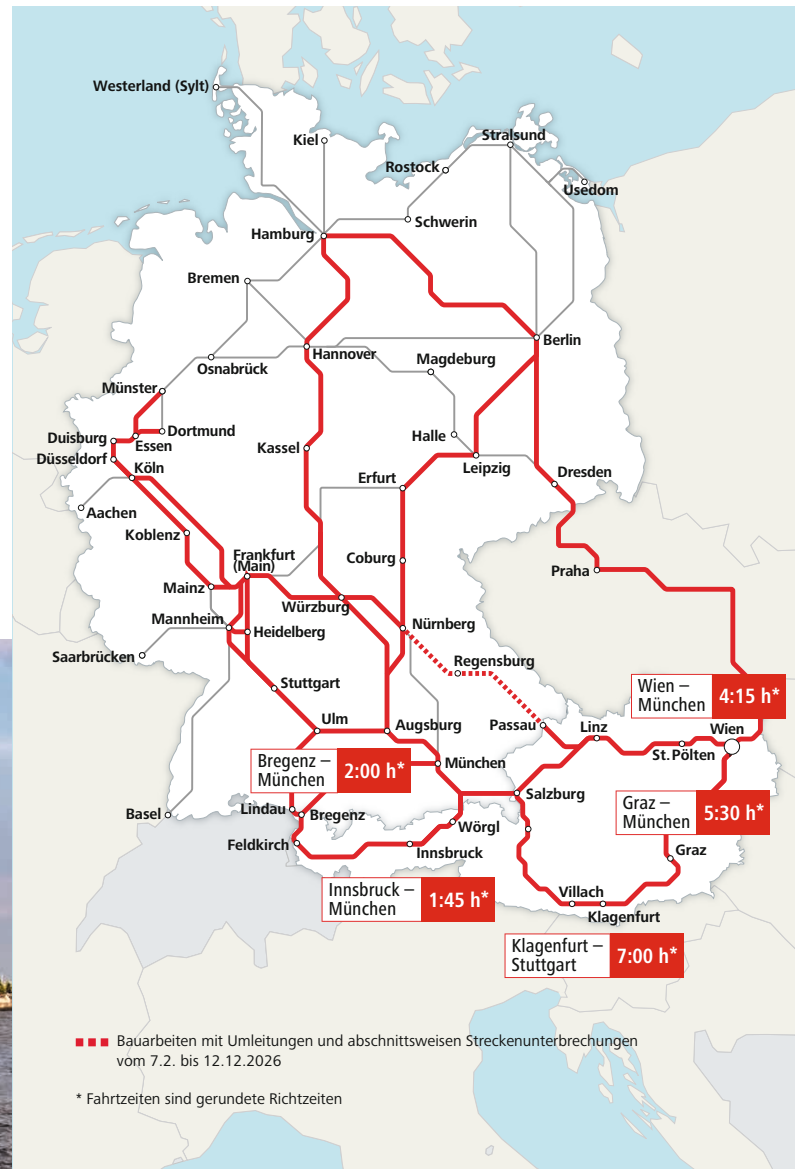 Westerland (Sylt)
Kiel
Stralsund
Rostock
Usedom
Schwerin
Hamburg
Bremen
Berlin
Hannover
Osnabrück
Magdeburg
Münster
Dortmund
Duisburg
Essen
Kassel
Halle
Düsseldorf
Leipzig
Köln
Erfurt
Dresden
Aachen
Koblenz
Coburg
Frankfurt
(Main)
Praha
Mainz
Würzburg
Mannheim
Heidelberg
Nürnberg
Saarbrücken
Regensburg
Stuttgart
Wien –
München
4:15 h*
Ulm
Augsburg
Passau
Linz
Wien
St. Pölten
Bregenz –
München
2:00 h*
München
Salzburg
Graz –
München
5:30 h*
Basel
Lindau
Bregenz
Wörgl
Feldkirch
Innsbruck
Graz
Innsbruck –
München
1:45 h*
Villach
Klagenfurt
Klagenfurt –
Stuttgart
7:00 h*
Bauarbeiten mit Umleitungen und abschnittsweisen Streckenunterbrechungen
vom 7.2. bis 12.12.2026
* Fahrtzeiten sind gerundete Richtzeiten